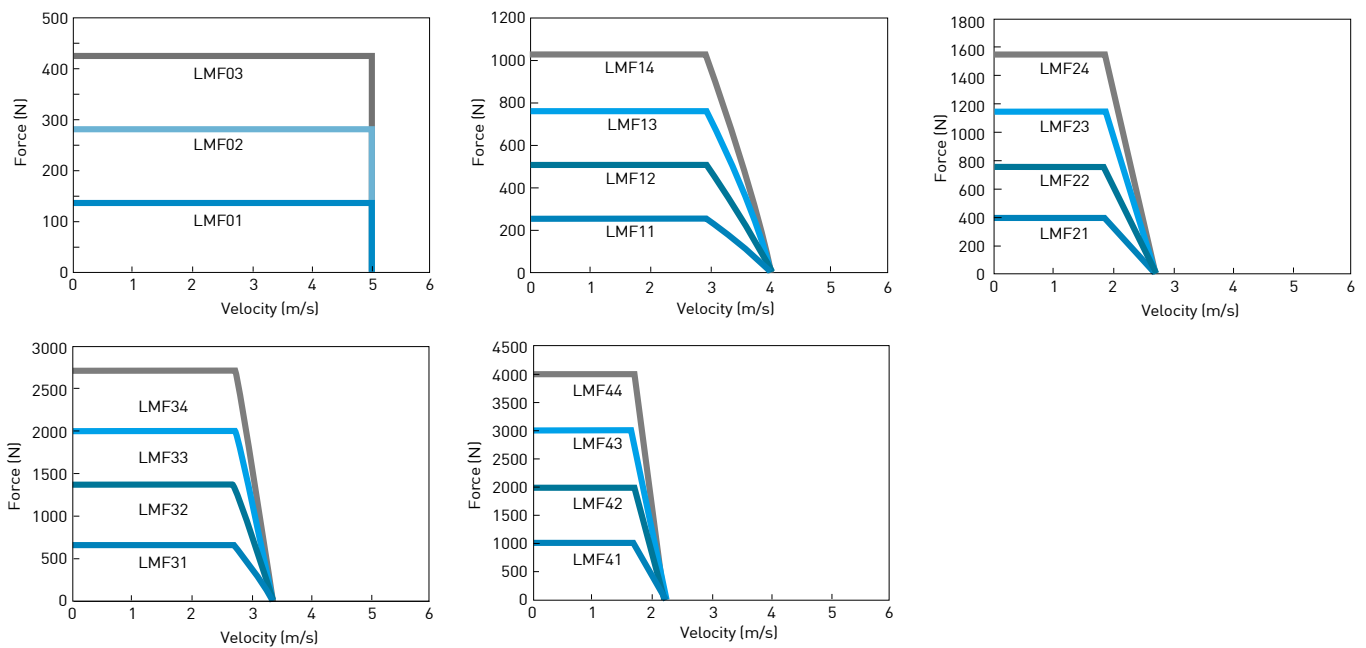 500
400
300
200
100
0
Force (N)
LMF03
LMF02
LMF01
0 1 2 3 4 5 6
Velocity (m/s)
1200
1000
800
600
400
200
0
Force (N)
LMF14
LMF13
LMF12
LMF11
0 1 2 3 4 5 6
Velocity (m/s)
1800
1600
1400
1200
1000
800
600
400
200
0
Force (N)
LMF24
LMF23
LMF22
LMF21
0 1 2 3 4 5 6
Velocity (m/s)
3000
2500
2000
1500
1000
500
0
Force (N)
LMF34
LMF33
LMF32
LMF31
0 1 2 3 4 5 6
Velocity (m/s)
4500
4000
3500
3000
2500
2000
1500
1000
500
0
Force (N)
LMF44
LMF43
LMF42
LMF41
0 1 2 3 4 5 6
Velocity (m/s)